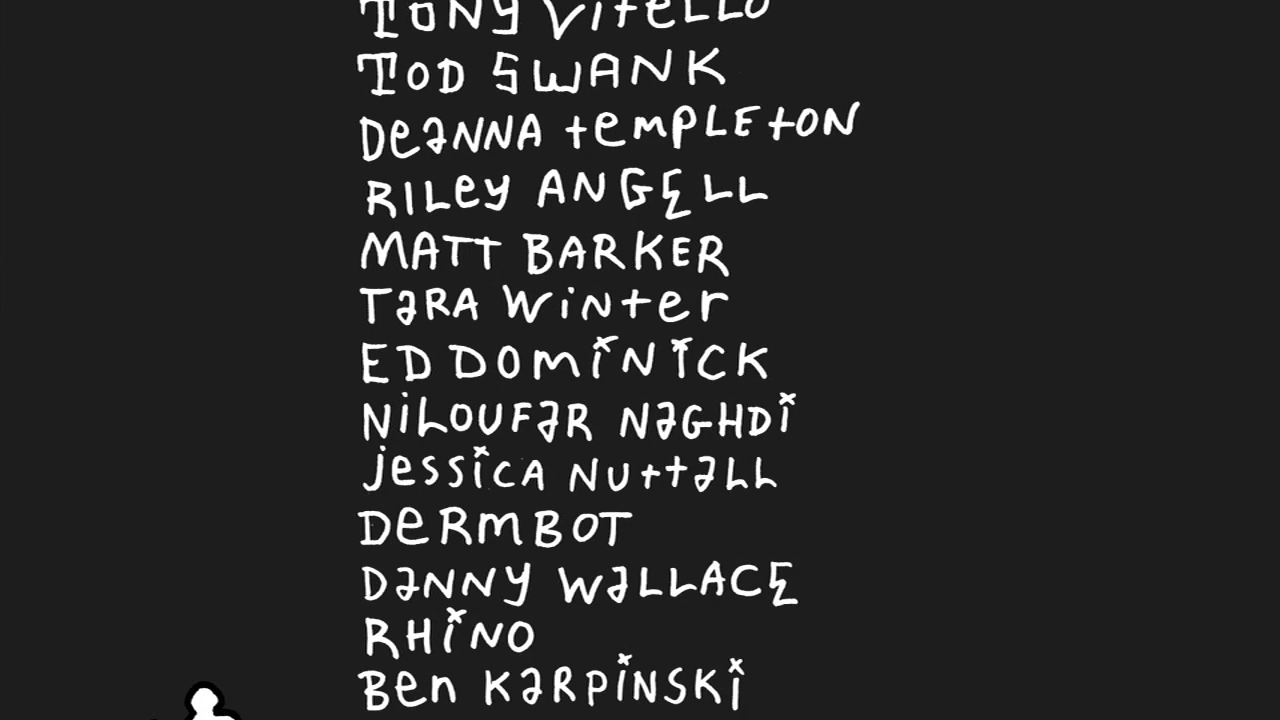 TONY ViteLLO
TOD SWANK
DeaNNA tempLEtON
RILey ANGELL
MATT BARKER
TaRA Winter
ED DOmiNiCK
NiLOUFaR NaGHDi
jessiCA NUttaLL
DeRmBOT
DaNNy WaLLACE
RHiNO
Ben KaRPiNSKi